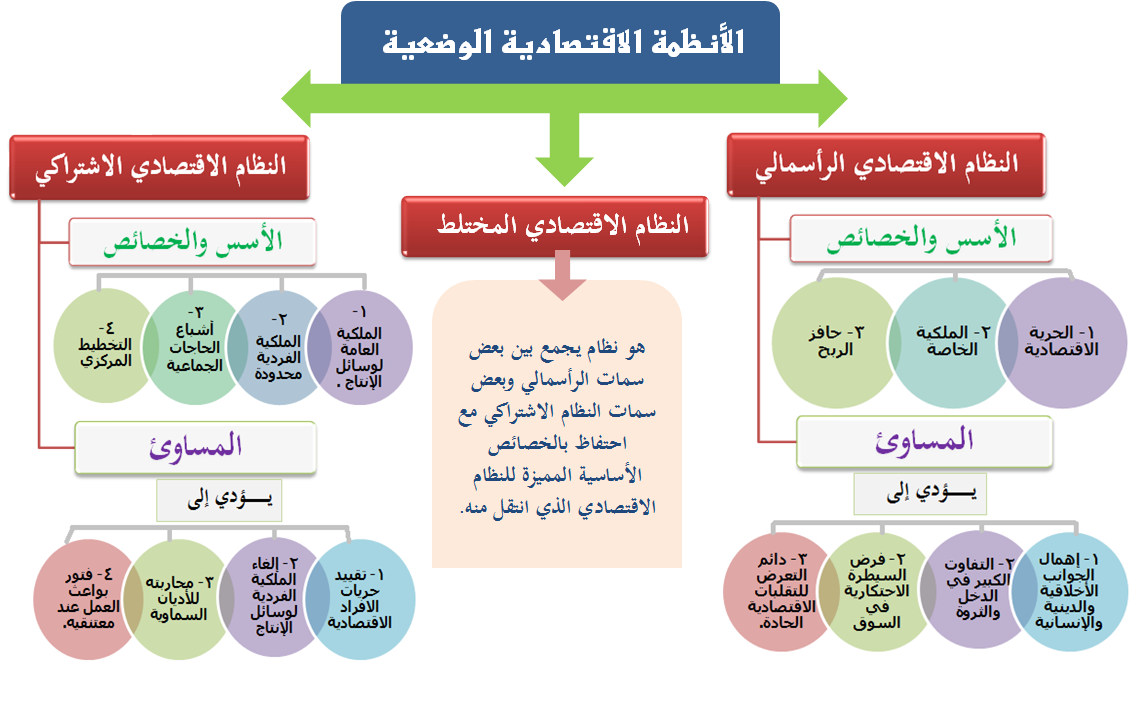 الأنظمة الاقتصادية الوضعية
النظام الاقتصادي الرأسمالي
الأسس والخصائص
١- الحرية
الاقتصادية
٢- الملكية
الخاصة
٣- حافز
الربح
المساوئ
يـــؤدي إلى
١- إهمال
الجوانب
الأخلاقية
والدينية
والإنسانية
٢- التفاوت
الكبير في
الدخل
والثروة
٢- فرض
السيطرة
الاحتكارية
في
السوق
٣- دائم
التعرض
للتقلبات
الاقتصادية
الحادة.
النظام الاقتصادي المختلط
هو نظام يجمع بين بعض
سمات الرأسمالي وبعض
سمات النظام الاشتراكي مع
احتفاظ بالخصائص
الأساسية المميزة للنظام
الاقتصادي الذي انتقل منه.
النظام الاقتصادي الاشتراكي
الأسس والخصائص
١-
الملكية
العامة
لوسائل
الإنتاج .
٢-
الملكية
الفردية
محدودة
٣-
أشباع
الحاجات
الجماعية
٤-
التخطيط
المركزي
المساوئ
يـــؤدي إلى
١- تقييد
حريات
الافراد
الاقتصادية
٢- إلغاء
الملكية
الفردية
لوسائل
الإنتاج
٣- محاربته
للأديان
السماوية
٤- فتور
بواعث
العمل عند
معتنقيه.